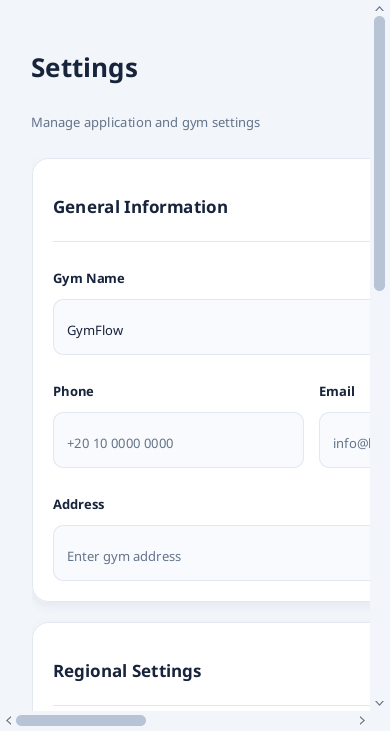 Settings
Manage application and gym settings
General Information
Gym Name
GymFlow
Phone
Email
+20 10 0000 0000
info@
Address
Enter gym address
Regional Settings